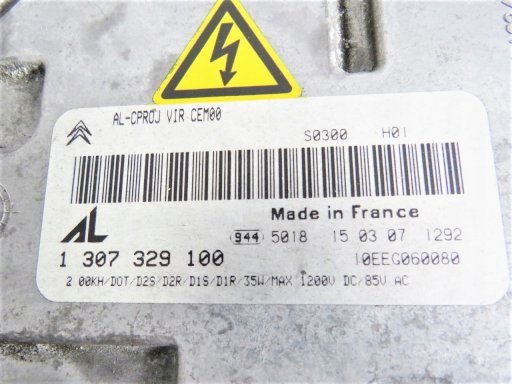 AL-CPROJ VIR CEM00
S0300 H01
Made in France
AL
944 5018 15 03 07 1292
1 307 329 100
10EEG060080
2 00KH/DOT/D2S/D2R/D1S/D1R/35W/MAX 1200V DC/85V AC